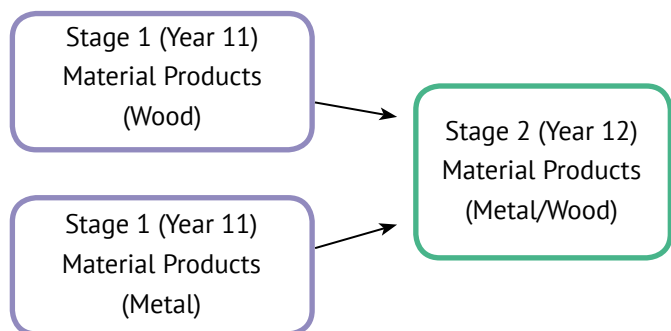 Stage 1 (Year 11)
Material Products
(Wood)
Stage 1 (Year 11)
Material Products
(Metal)
Stage 2 (Year 12)
Material Products
(Metal/Wood)